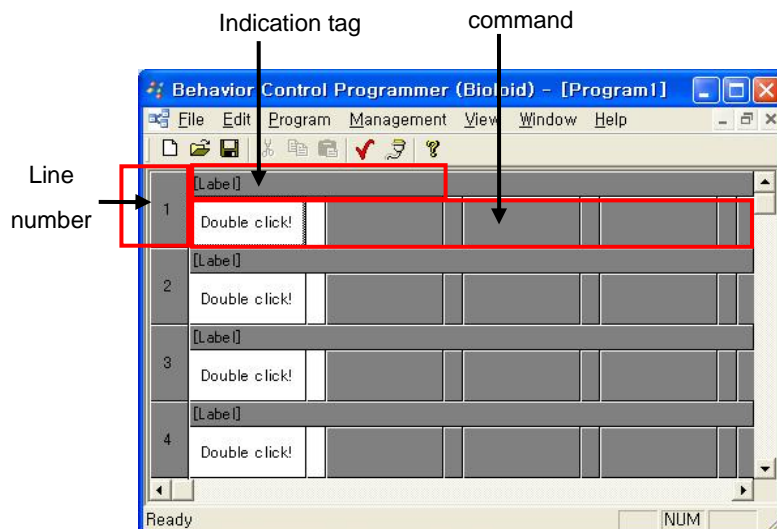 Indication tag command
Behavior Control Programmer (Bioloid) - [Program1]
File Edit Program Management View Window Help
Line
number
[Label]
1 Double click!
[Label]
2 Double click!
[Label]
3 Double click!
[Label]
4 Double click!
Ready NUM